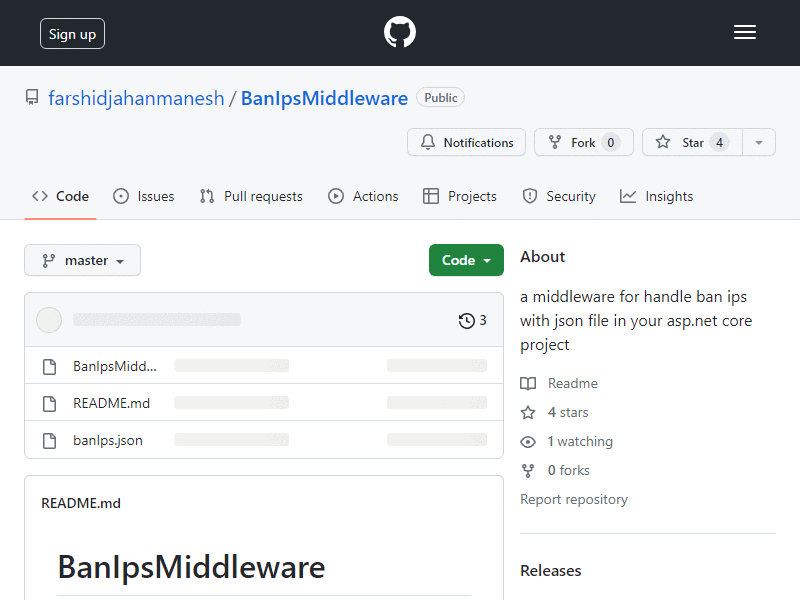 Sign up
farshidjahanmanesh / BanIpsMiddleware Public
Notifications Fork 0 Star 4
Code Issues Pull requests Actions Projects Security Insights
master Code
3
BanIpsMidd...
README.md
banIps.json
README.md
BanIpsMiddleware
About
a middleware for handle ban ips
with json file in your asp.net core
project
Readme
4 stars
1 watching
0 forks
Report repository
Releases